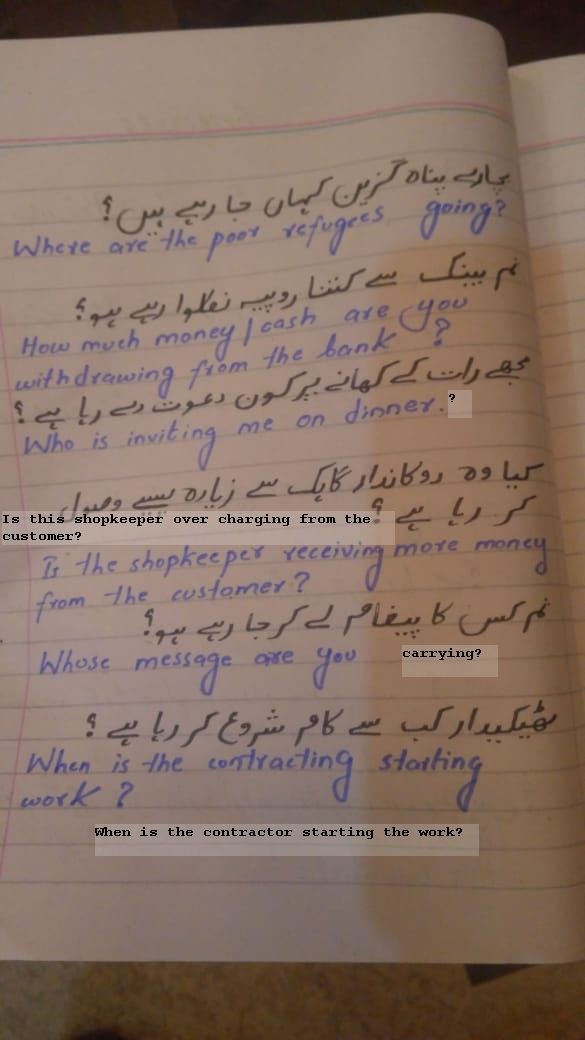 بچارے پناہ گزین کہاں جا رہے ہیں؟
Where are the poor refugees going?
تم بینک سے کتنا روپیہ نکلوا رہے ہو؟
How much money/cash are you
withdrawing from the bank ?
مجھے رات کے کھانے پر کون دعوت دے رہا ہے؟
Who is inviting me on dinner. ?
کیا وہ دوکاندار گاہک سے زیادہ پیسے وصول
کر رہا ہے؟
Is this shopkeeper over charging from the
customer?
Is the shopkeeper receiving more money
from the customer?
تم کس کا پیغام لے کر جا رہے ہو؟
Whose message are you carrying?
ٹھیکیدار کب سے کام شروع کر رہا ہے؟
When is the contracting starting
work ?
When is the contractor starting the work?